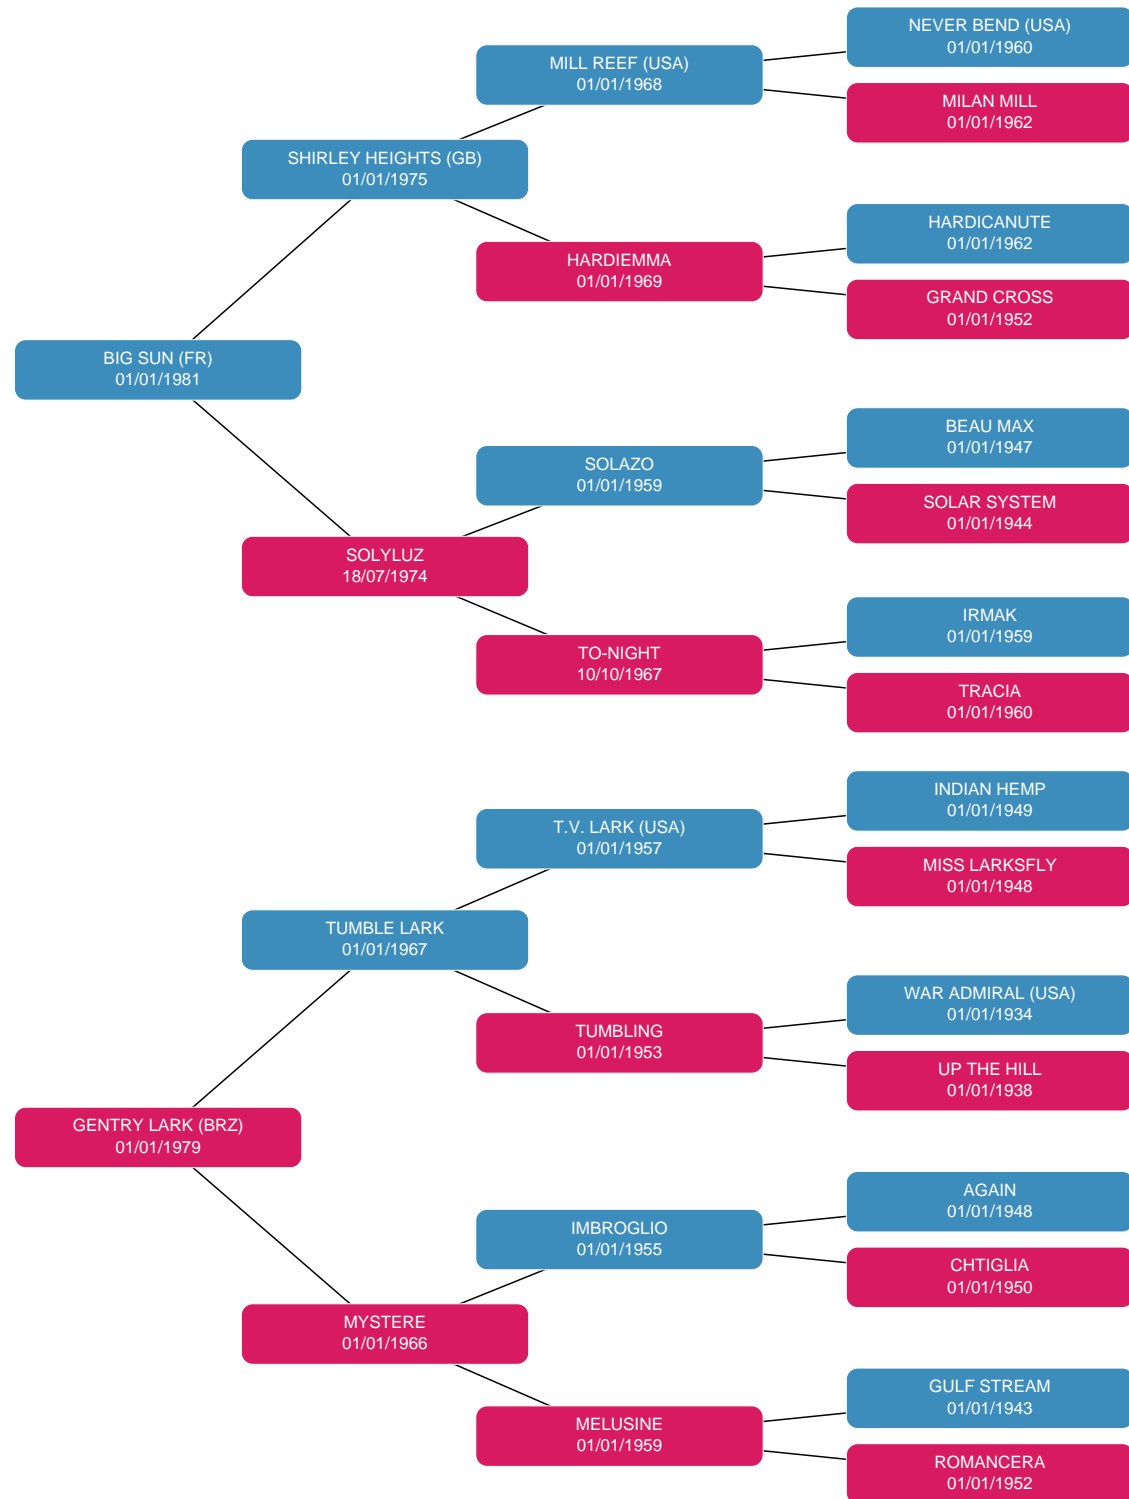 NEVER BEND (USA)
01/01/1960
MILL REEF (USA)
01/01/1968
MILAN MILL
01/01/1962
SHIRLEY HEIGHTS (GB)
01/01/1975
HARDICANUTE
01/01/1962
HARDIEMMA
01/01/1969
GRAND CROSS
01/01/1952
BIG SUN (FR)
01/01/1981
BEAU MAX
01/01/1947
SOLAZO
01/01/1959
SOLAR SYSTEM
01/01/1944
SOLYLUZ
18/07/1974
IRMAK
01/01/1959
TO-NIGHT
10/10/1967
TRACIA
01/01/1960
INDIAN HEMP
01/01/1949
T.V. LARK (USA)
01/01/1957
MISS LARKSFLY
01/01/1948
TUMBLE LARK
01/01/1967
WAR ADMIRAL (USA)
01/01/1934
TUMBLING
01/01/1953
UP THE HILL
01/01/1938
GENTRY LARK (BRZ)
01/01/1979
AGAIN
01/01/1948
IMBROGLIO
01/01/1955
CHTIGLIA
01/01/1950
MYSTERE
01/01/1966
GULF STREAM
01/01/1943
MELUSINE
01/01/1959
ROMANCERA
01/01/1952